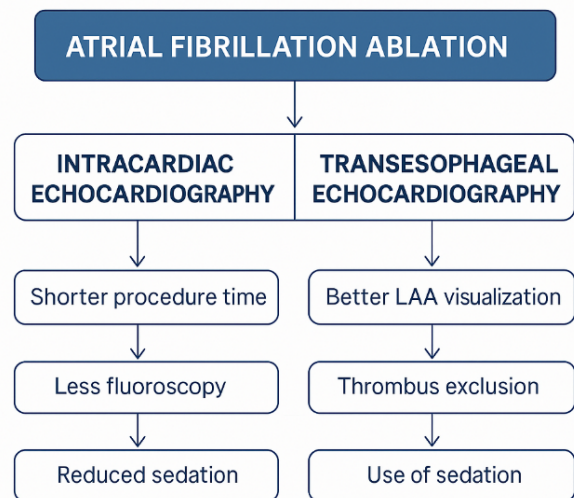 ATRIAL FIBRILLATION ABLATION
INTRACARDIAC
ECHOCARDIOGRAPHY
TRANSESOPHAGEAL
ECHOCARDIOGRAPHY
Shorter procedure time
Better LAA visualization
Less fluoroscopy
Thrombus exclusion
Reduced sedation
Use of sedation